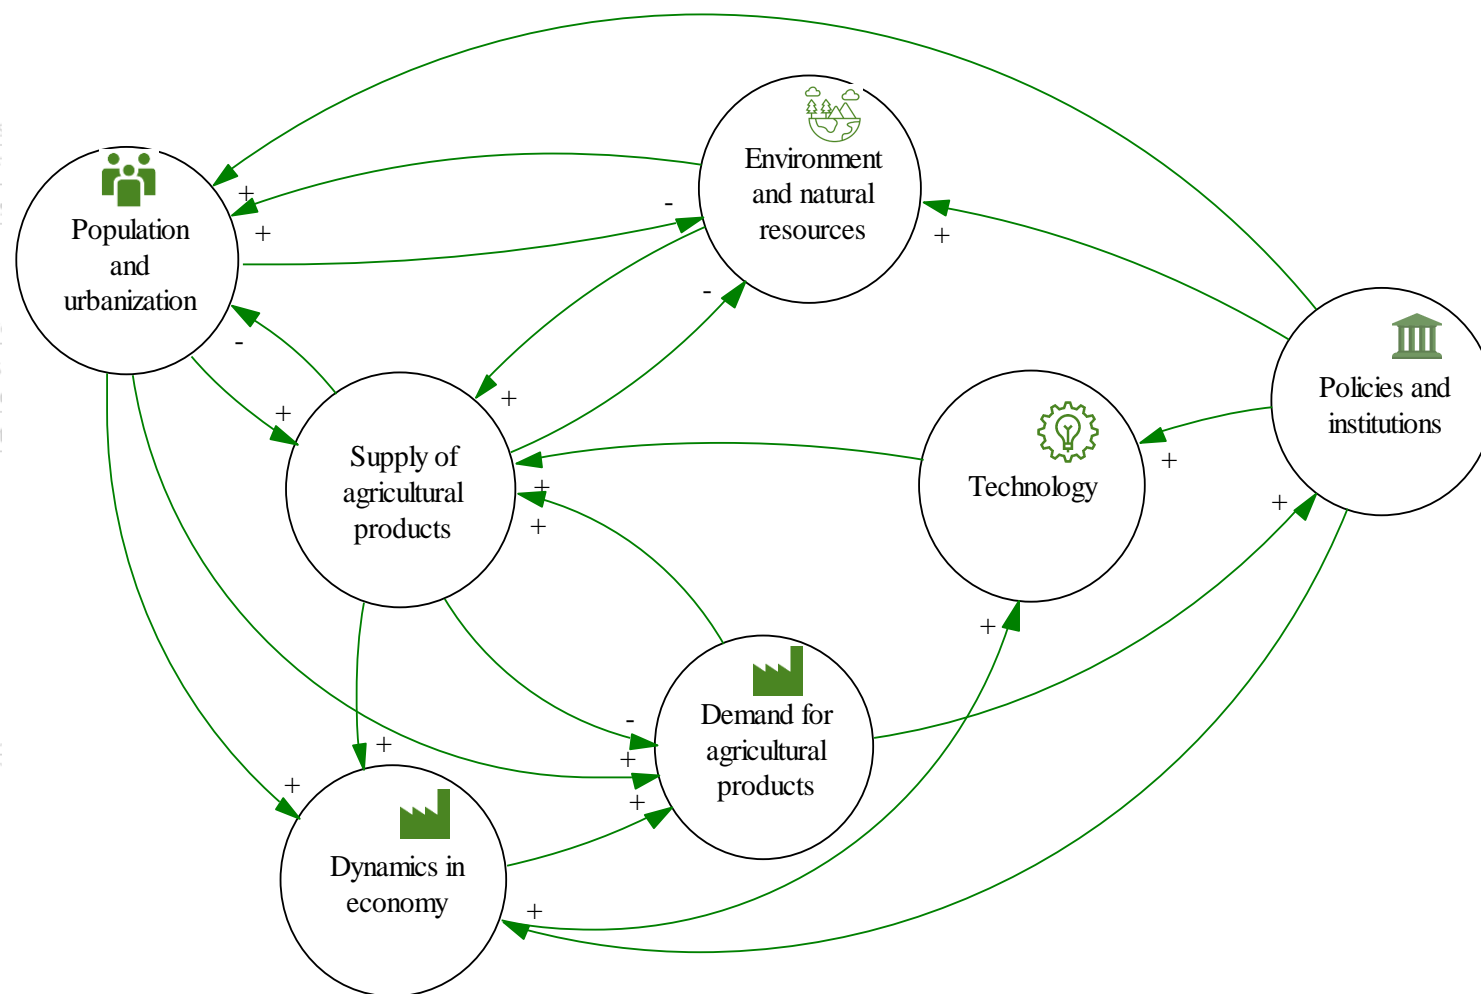 Environment
and natural
resources
Population
and
urbanization
Policies and
institutions
Supply of
agricultural
products
Technology
Demand for
agricultural
products
Dynamics in
economy
+
+
-
+
-
-
+
+
+
+
+
+
+
-
+
+
+
+
+